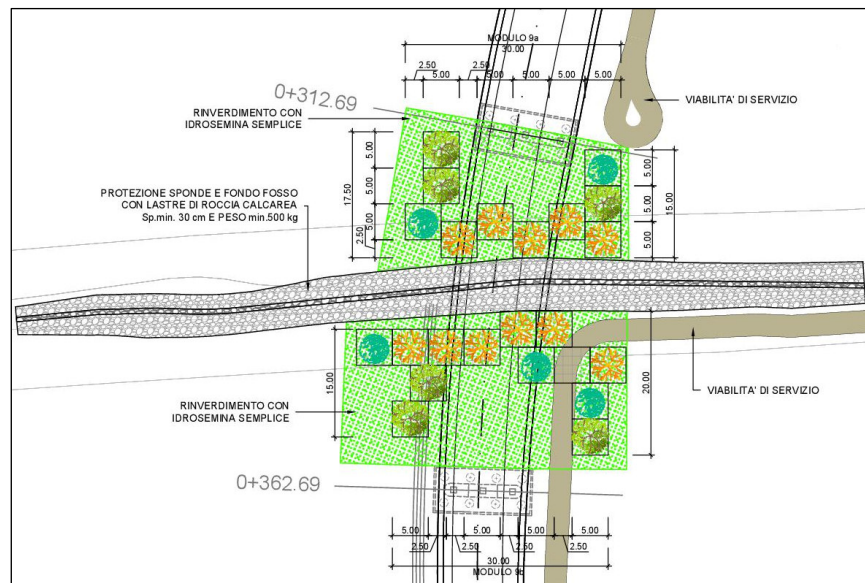 MODULO 9a
30.00
2.50
2.50
5.00
5.00
5.00
5.00
5.00
0+312.69
RINVERDIMENTO CON
IDROSEMINA SEMPLICE
VIABILITA' DI SERVIZIO
17.50
5.00
5.00
5.00
2.50
5.00
5.00
5.00
15.00
PROTEZIONE SPONDE E FONDO FOSSO
CON LASTRE DI ROCCIA CALCAREA
Sp.min. 30 cm E PESO min.500 kg
15.00
20.00
VIABILITA' DI SERVIZIO
RINVERDIMENTO CON
IDROSEMINA SEMPLICE
0+362.69
5.00
5.00
5.00
5.00
2.50
2.50
2.50
2.50
30.00
MODULO 9b